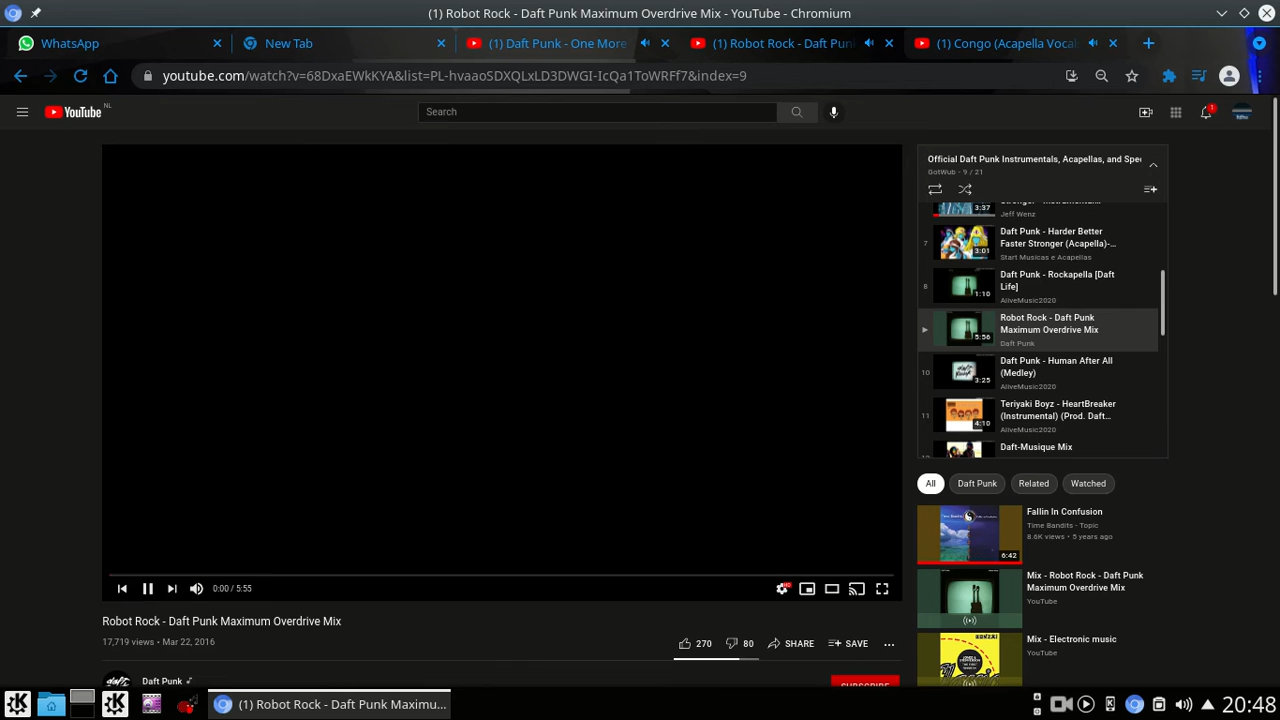 (1) Robot Rock - Daft Punk Maximum Overdrive Mix - YouTube - Chromium
WhatsApp
New Tab
(1) Daft Punk - One More
(1) Robot Rock - Daft Pun
(1) Congo (Acapella Vocal
youtube.com/watch?v=68DxaEWkKYA&list=PL-hvaaoSDXQLxLD3DWGI-IcQa1ToWRFf7&index=9
YouTube NL
Search
1
Official Daft Punk Instrumentals, Acapellas, and Spec
GotWub - 9 / 21
3:37
Jeff Wenz
7
3:01
Daft Punk - Harder Better
Faster Stronger (Acapella)-...
Start Musicas e Acapellas
8
1:10
Daft Punk - Rockapella [Daft
Life]
AliveMusic2020
5:56
Robot Rock - Daft Punk
Maximum Overdrive Mix
Daft Punk
10
3:25
Daft Punk - Human After All
(Medley)
AliveMusic2020
11
4:10
Teriyaki Boyz - HeartBreaker
(Instrumental) (Prod. Daft...
AliveMusic2020
Daft-Musique Mix
All
Daft Punk
Related
Watched
6:42
Fallin In Confusion
Time Bandits - Topic
8.6K views • 5 years ago
Mix - Robot Rock - Daft Punk
Maximum Overdrive Mix
YouTube
Mix - Electronic music
YouTube
0:00 / 5:55
HD
Robot Rock - Daft Punk Maximum Overdrive Mix
17,719 views • Mar 22, 2016
270
80
SHARE
SAVE
Daft Punk
SUBSCRIBE
(1) Robot Rock - Daft Punk Maximu...
20:48